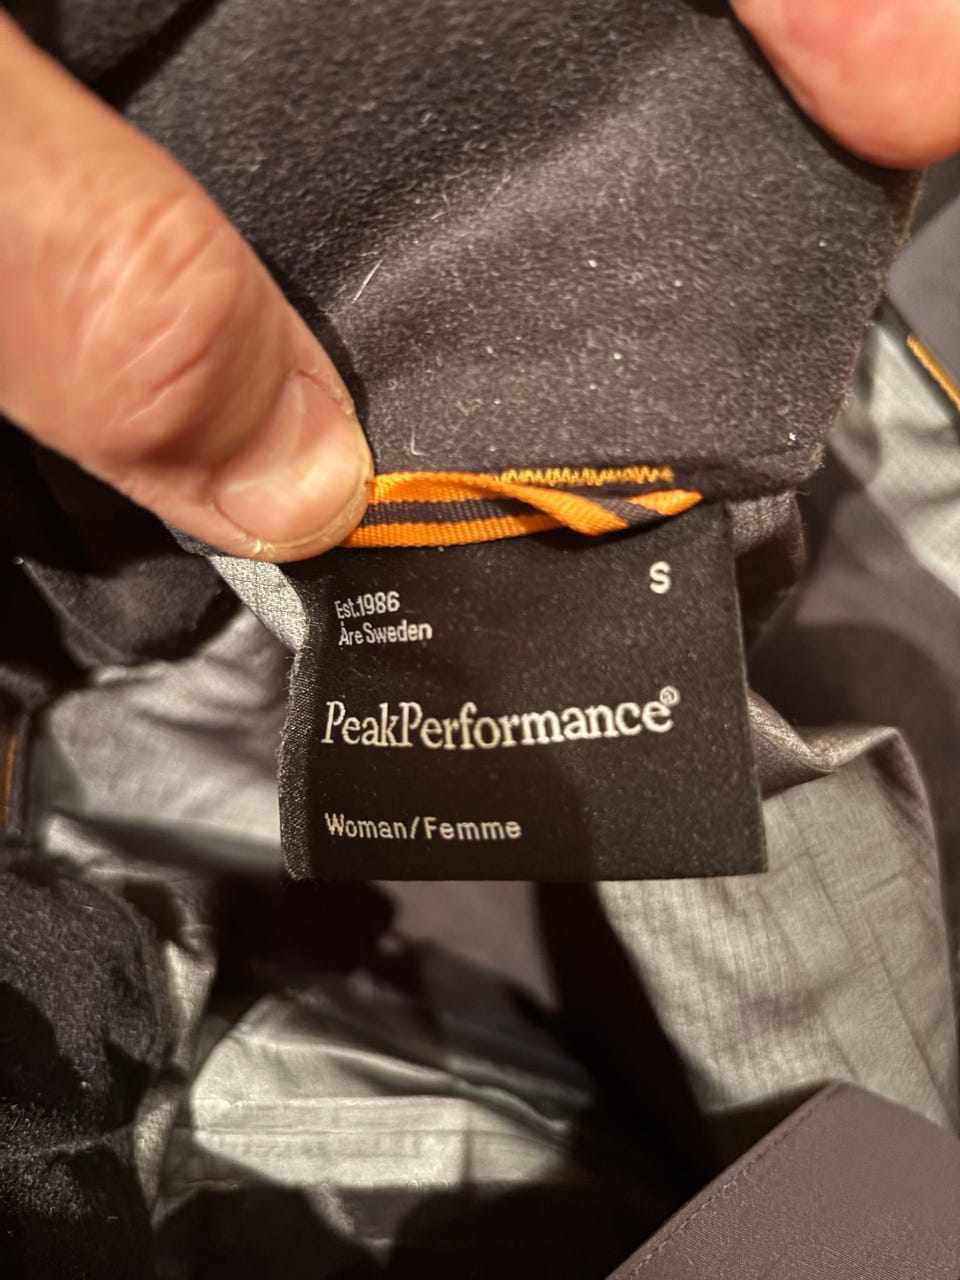 S
Est.1986
Åre Sweden
PeakPerformance®
Woman/Femme